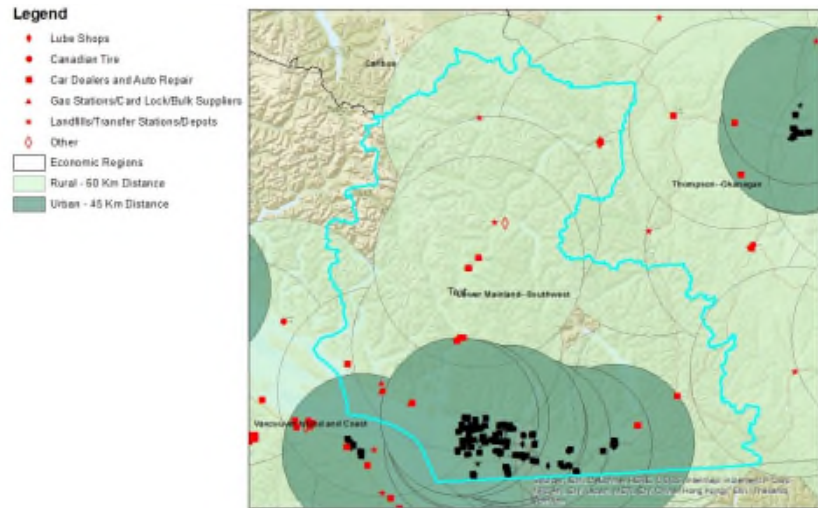 Legend
Lube Shops
Canadian Tire
Car Dealers and Auto Repair
Gas Stations/Card Lock/Bulk Suppliers
Landfills/Transfer Stations/Depots
Other
Economic Regions
Rural - 60 Km Distance
Urban - 45 Km Distance
Cariboo
Thompson--Okanagan
Text
Lower Mainland--Southwest
Vancouver Island and Coast